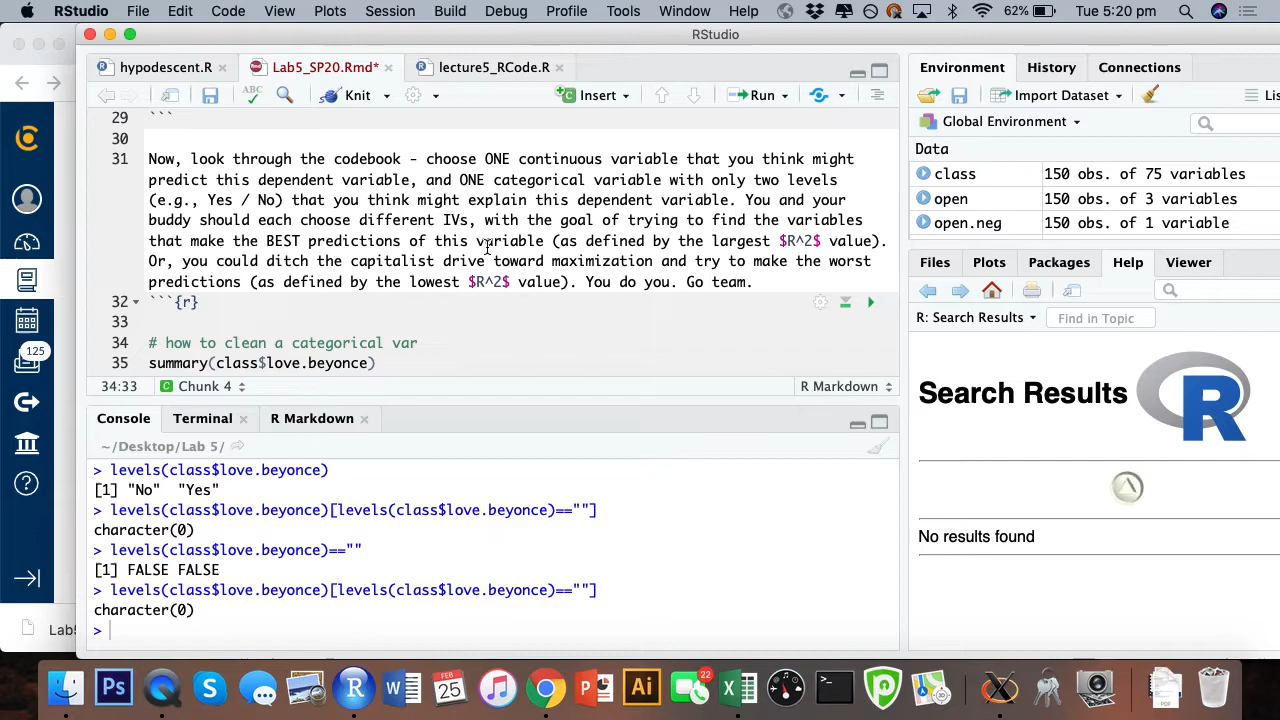 RStudio File Edit Code View Plots Session Build Debug Profile Tools Window Help 62% Tue 5:20 pm
RStudio
hypodescent.R Lab5_SP20.Rmd* lecture5_RCode.R
ABC Knit Insert Run
29 ```
30
31 Now, look through the codebook - choose ONE continuous variable that you think might
predict this dependent variable, and ONE categorical variable with only two levels
(e.g., Yes / No) that you think might explain this dependent variable. You and your
buddy should each choose different IVs, with the goal of trying to find the variables
that make the BEST predictions of this variable (as defined by the largest $R^2$ value).
Or, you could ditch the capitalist drive toward maximization and try to make the worst
predictions (as defined by the lowest $R^2$ value). You do you. Go team.
32 ```{r}
33
34 # how to clean a categorical var
35 summary(class$love.beyonce)
34:33 Chunk 4 R Markdown
Console Terminal R Markdown
~/Desktop/Lab 5/
> levels(class$love.beyonce)
[1] "No" "Yes"
> levels(class$love.beyonce)[levels(class$love.beyonce)==""]
character(0)
> levels(class$love.beyonce)==""
[1] FALSE FALSE
> levels(class$love.beyonce)[levels(class$love.beyonce)==""]
character(0)
>
Environment History Connections
Import Dataset Lis
Global Environment
Data
class 150 obs. of 75 variables
open 150 obs. of 3 variables
open.neg 150 obs. of 1 variable
Files Plots Packages Help Viewer
R: Search Results Find in Topic
Search Results R
No results found
125
Lab5
Ps
S
R
W
FEB
25
P
Ai
22
X
P
PDF